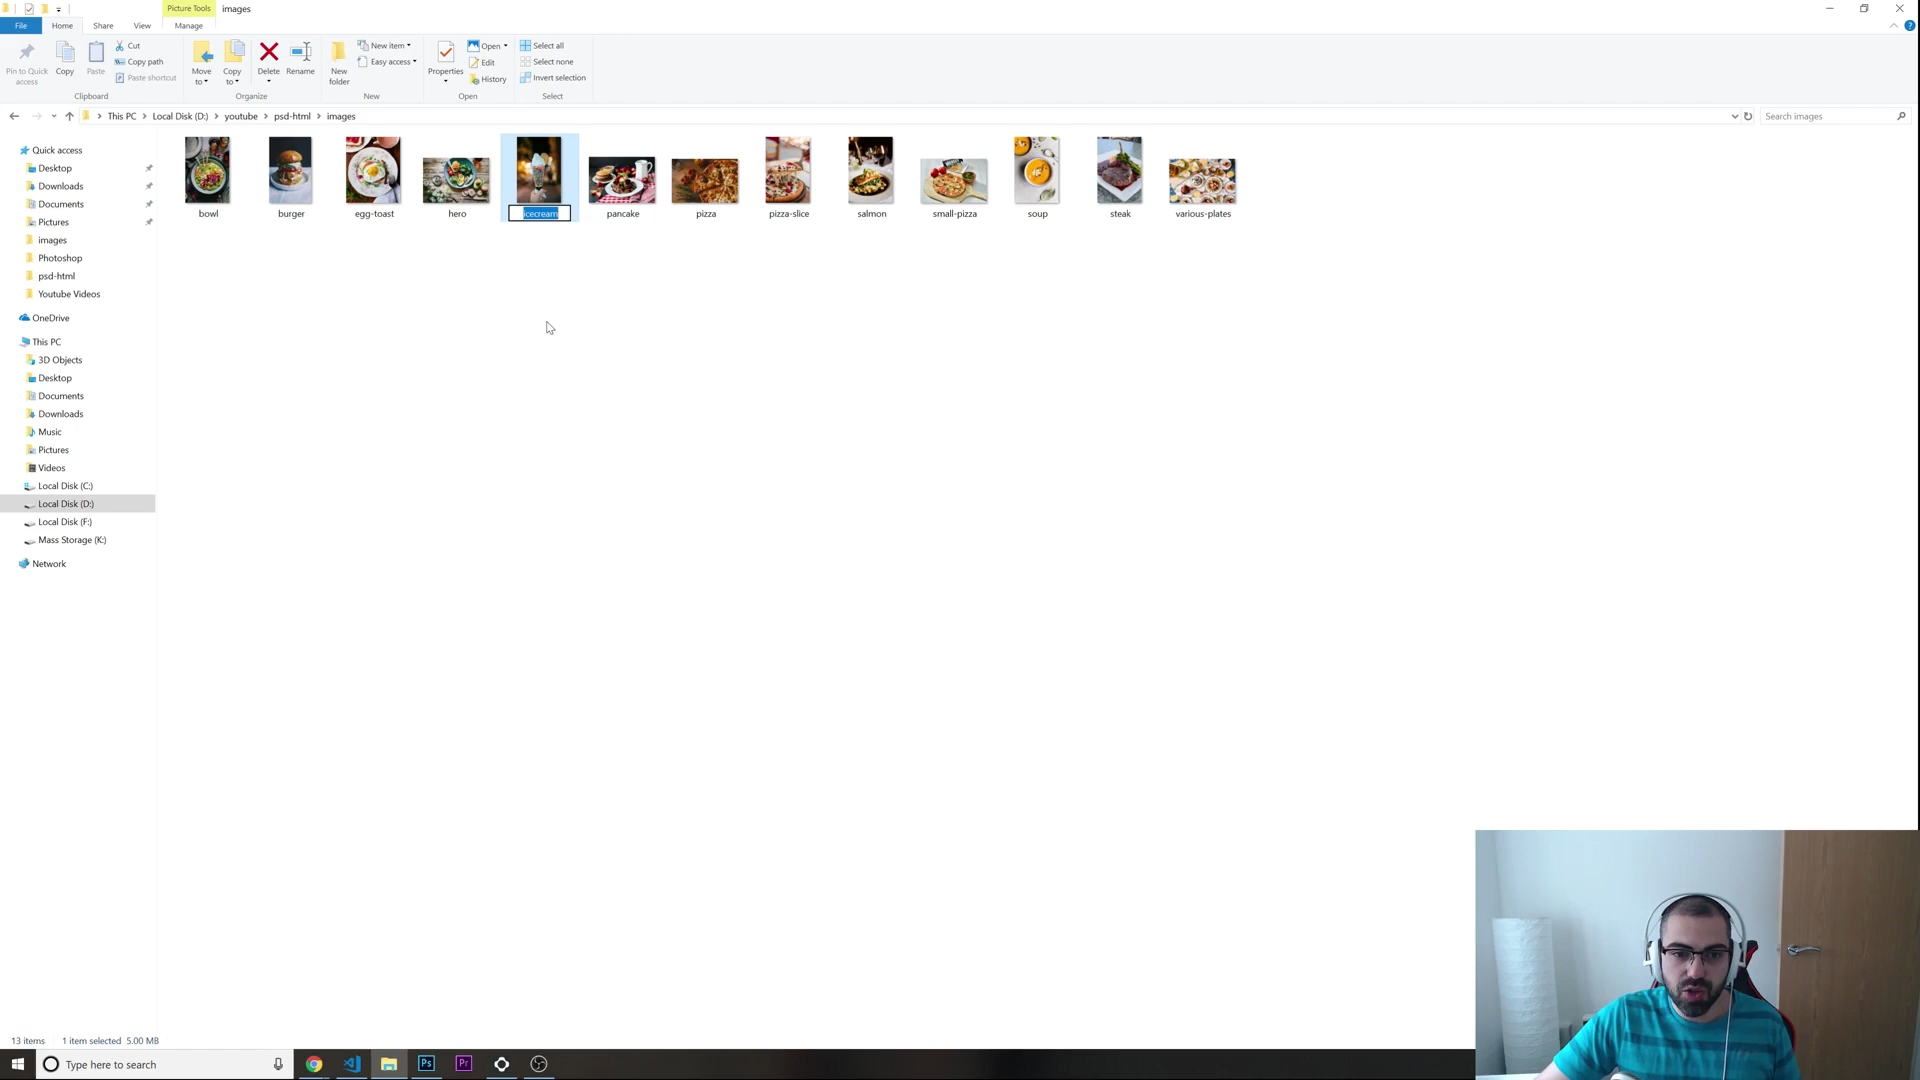 Picture Tools images
File Home Share View Manage
Pin to Quick access
Copy
Paste
Cut
Copy path
Paste shortcut
Clipboard
Move to
Copy to
Delete
Rename
Organize
New folder
New item
Easy access
New
Properties
Open
Edit
History
Open
Select all
Select none
Invert selection
Select
This PC Local Disk (D:) youtube psd-html images
Search images
Quick access
Desktop
Downloads
Documents
Pictures
images
Photoshop
psd-html
Youtube Videos
OneDrive
This PC
3D Objects
Desktop
Documents
Downloads
Music
Pictures
Videos
Local Disk (C:)
Local Disk (D:)
Local Disk (F:)
Mass Storage (K:)
Network
bowl burger egg-toast hero icecream pancake pizza pizza-slice salmon small-pizza soup steak various-plates
13 items 1 item selected 5.00 MB
Type here to search
Ps Pr